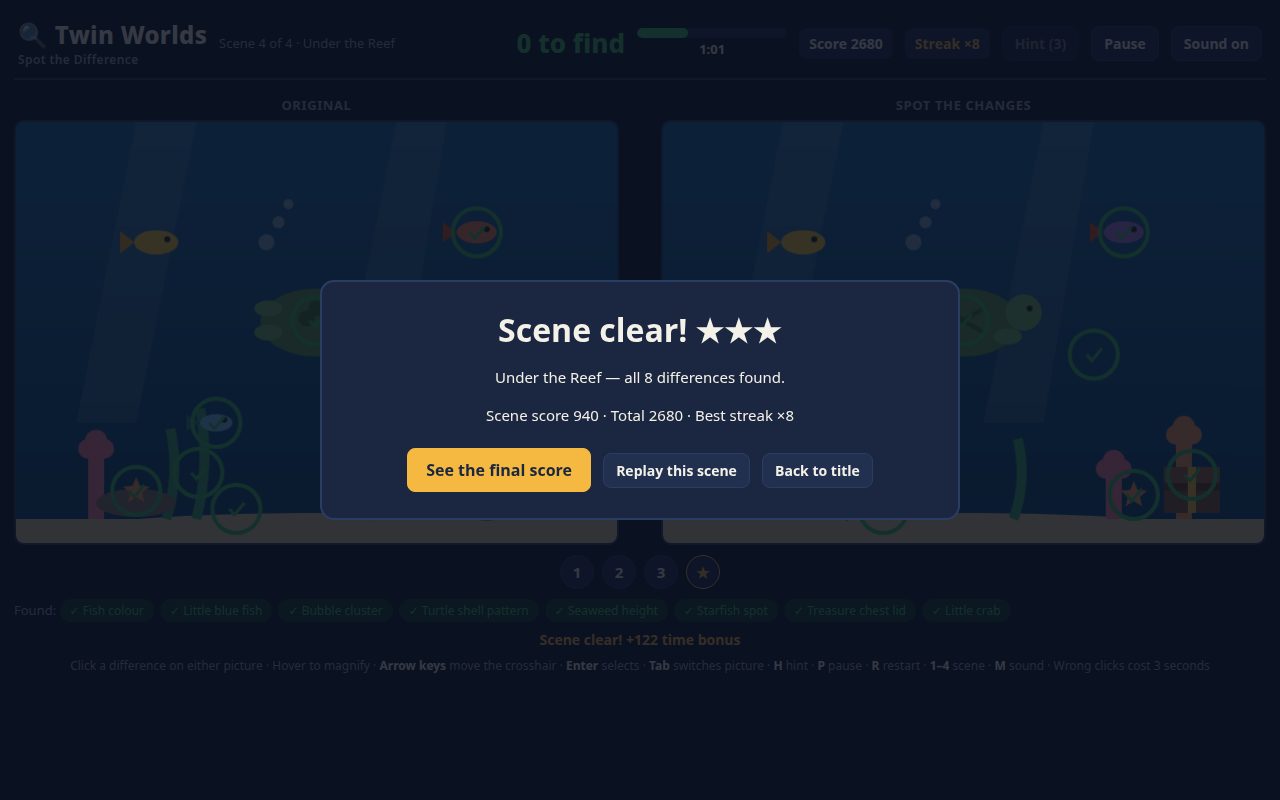 🔍 Twin Worlds
Scene 4 of 4 · Under the Reef
Spot the Difference
0 to find
1:01
Score 2680
Streak ×8
Hint (3)
Pause
Sound on
ORIGINAL
SPOT THE CHANGES
Scene clear! ★★★
Under the Reef — all 8 differences found.
Scene score 940 · Total 2680 · Best streak ×8
See the final score
Replay this scene
Back to title
1 2 3 ★
Found: ✓ Fish colour ✓ Little blue fish ✓ Bubble cluster ✓ Turtle shell pattern ✓ Seaweed height ✓ Starfish spot ✓ Treasure chest lid ✓ Little crab
Scene clear! +122 time bonus
Click a difference on either picture · Hover to magnify · Arrow keys move the crosshair · Enter selects · Tab switches picture · H hint · P pause · R restart · 1–4 scene · M sound · Wrong clicks cost 3 seconds